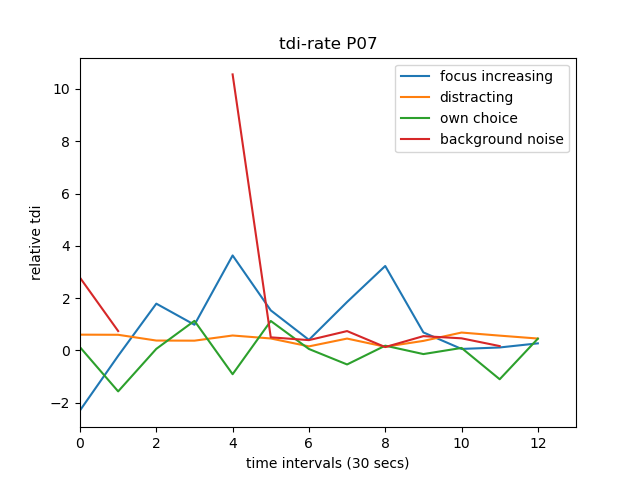 tdi-rate P07
focus increasing
distracting
own choice
background noise
relative tdi
10
8
6
4
2
0
−2
0 2 4 6 8 10 12
time intervals (30 secs)